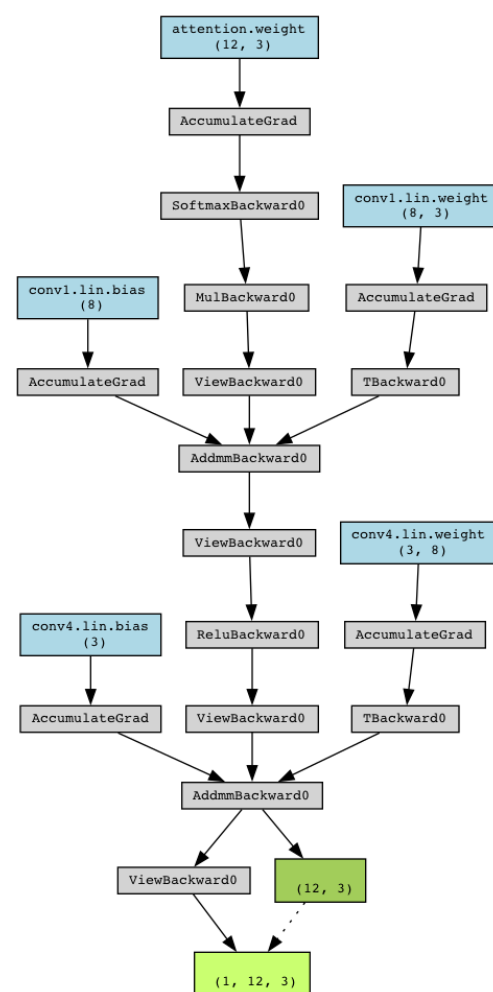 attention.weight
(12, 3)
AccumulateGrad
SoftmaxBackward0
conv1.lin.weight
(8, 3)
conv1.lin.bias
(8)
MulBackward0
AccumulateGrad
AccumulateGrad
ViewBackward0
TBackward0
AddmmBackward0
ViewBackward0
conv4.lin.weight
(3, 8)
conv4.lin.bias
(3)
ReluBackward0
AccumulateGrad
AccumulateGrad
ViewBackward0
TBackward0
AddmmBackward0
ViewBackward0
(12, 3)
(1, 12, 3)